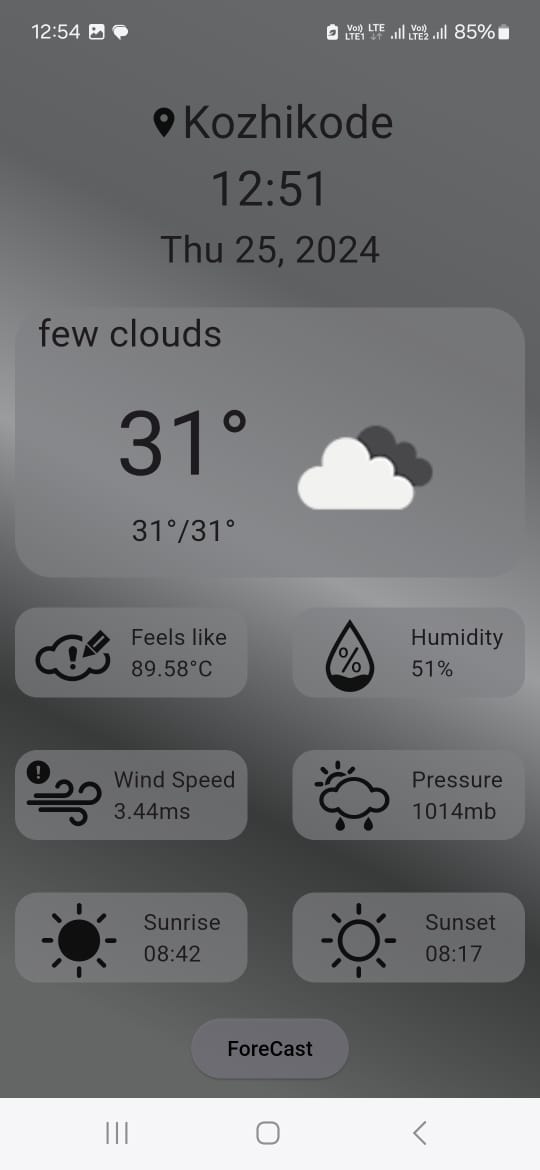 12:54 Vo)) LTE1 LTE Vo)) LTE2 85%
Kozhikode
12:51
Thu 25, 2024
few clouds
31°
31°/31°
Feels like
89.58°C
Humidity
%
51%
Wind Speed
3.44ms
Pressure
1014mb
Sunrise
08:42
Sunset
08:17
ForeCast